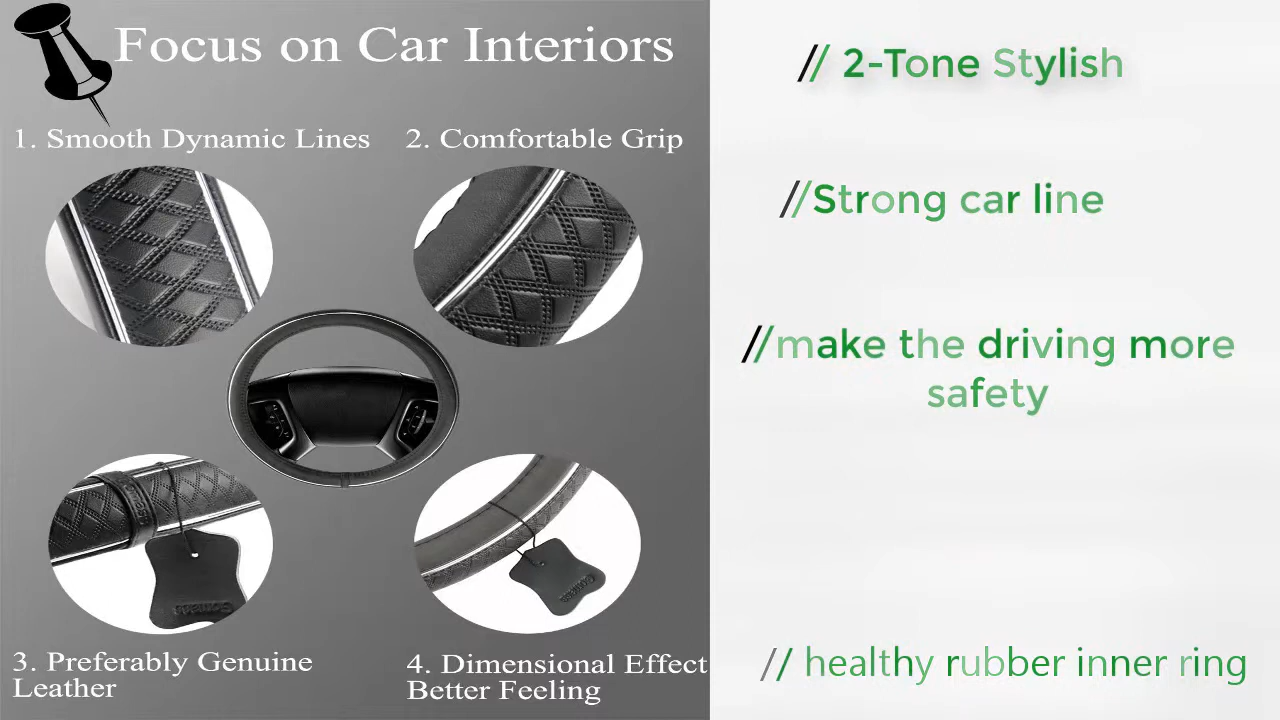 Focus on Car Interiors
1. Smooth Dynamic Lines
2. Comfortable Grip
3. Preferably Genuine
Leather
4. Dimensional Effect
Better Feeling
// 2-Tone Stylish
//Strong car line
//make the driving more
safety
// healthy rubber inner ring